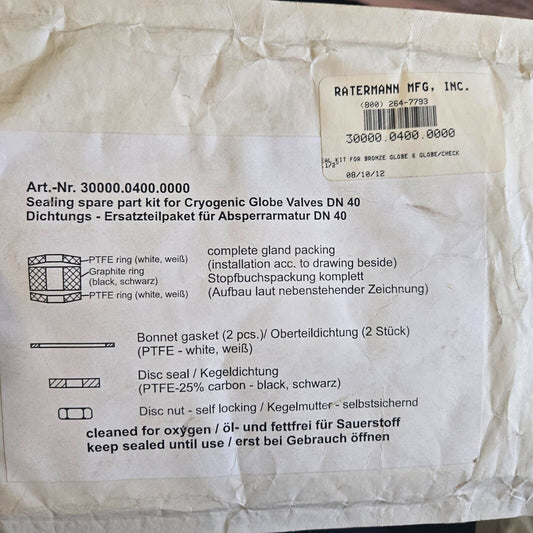 RATERMANN MFG, INC.
(800) 264-7793
30000.0400.0000
KIT FOR BRONZE GLOBE & GLOBE/CHECK
1/2"
08/10/12
Art.-Nr. 30000.0400.0000
Sealing spare part kit for Cryogenic Globe Valves DN 40
Dichtungs - Ersatzteilpaket für Absperrarmatur DN 40
PTFE ring (white, weiß)
Graphite ring
(black, schwarz)
PTFE ring (white, weiß)
complete gland packing
(installation acc. to drawing beside)
Stopfbuchspackung komplett
(Aufbau laut nebenstehender Zeichnung)
Bonnet gasket (2 pcs.)/ Oberteildichtung (2 Stück)
(PTFE - white, weiß)
Disc seal / Kegeldichtung
(PTFE-25% carbon - black, schwarz)
Disc nut - self locking / Kegelmutter - selbstsichernd
cleaned for oxygen / öl- und fettfrei für Sauerstoff
keep sealed until use / erst bei Gebrauch öffnen